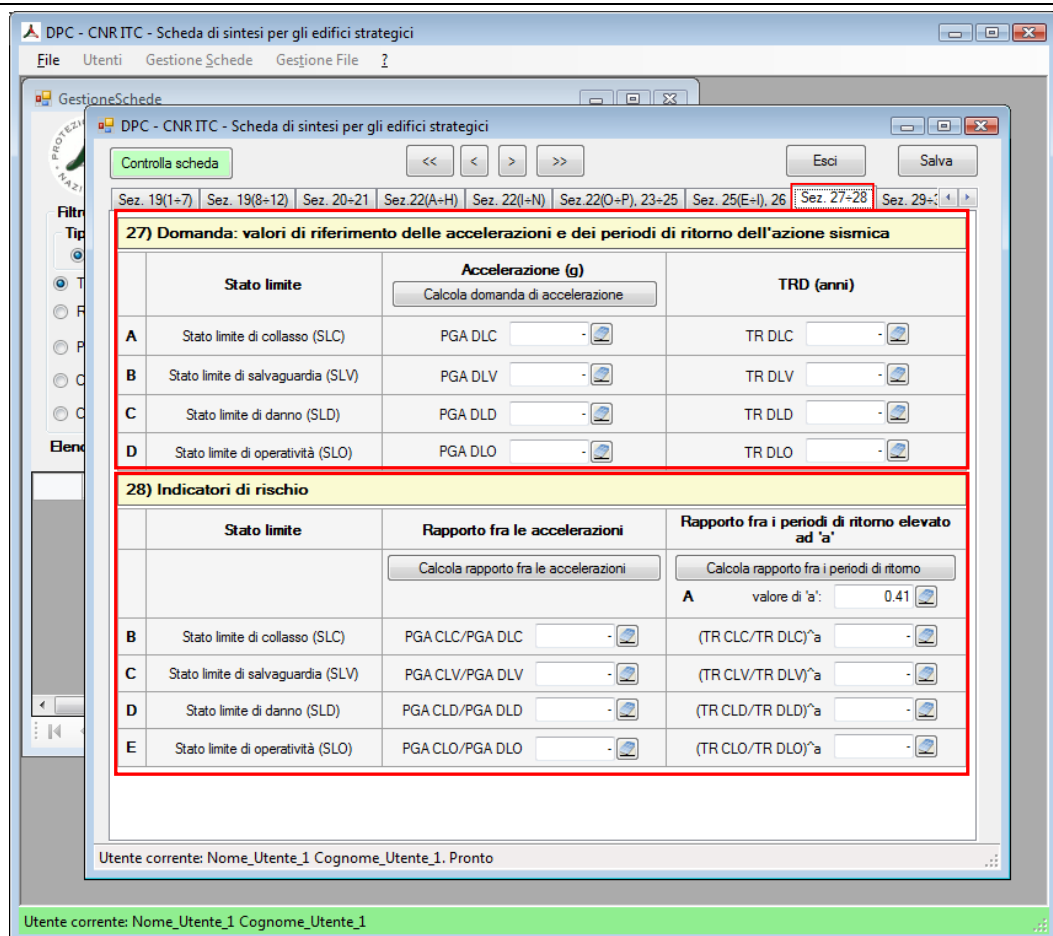 DPC - CNR ITC - Scheda di sintesi per gli edifici strategici
File Utenti Gestione Schede Gestione File ?
GestioneSchede
DPC - CNR ITC - Scheda di sintesi per gli edifici strategici
Controlla scheda << < > >> Esci Salva
Sez. 19(1÷7) Sez. 19(8÷12) Sez. 20÷21 Sez.22(A÷H) Sez. 22(I÷N) Sez.22(O÷P), 23÷25 Sez. 25(E÷I), 26 Sez. 27÷28 Sez. 29÷
27) Domanda: valori di riferimento delle accelerazioni e dei periodi di ritorno dell'azione sismica
Stato limite Accelerazione (g) TRD (anni)
Calcola domanda di accelerazione
A Stato limite di collasso (SLC) PGA DLC - TR DLC -
B Stato limite di salvaguardia (SLV) PGA DLV - TR DLV -
C Stato limite di danno (SLD) PGA DLD - TR DLD -
D Stato limite di operatività (SLO) PGA DLO - TR DLO -
28) Indicatori di rischio
Stato limite Rapporto fra le accelerazioni Rapporto fra i periodi di ritorno elevato
ad 'a'
Calcola rapporto fra le accelerazioni Calcola rapporto fra i periodi di ritorno
A valore di 'a': 0.41
B Stato limite di collasso (SLC) PGA CLC/PGA DLC - (TR CLC/TR DLC)^a -
C Stato limite di salvaguardia (SLV) PGA CLV/PGA DLV - (TR CLV/TR DLV)^a -
D Stato limite di danno (SLD) PGA CLD/PGA DLD - (TR CLD/TR DLD)^a -
E Stato limite di operatività (SLO) PGA CLO/PGA DLO - (TR CLO/TR DLO)^a -
Utente corrente: Nome_Utente_1 Cognome_Utente_1. Pronto
Utente corrente: Nome_Utente_1 Cognome_Utente_1